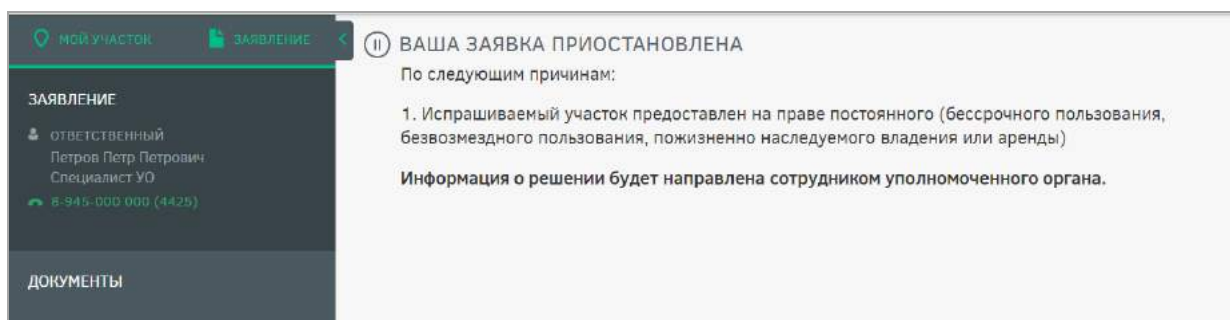 МОЙ УЧАСТОК
ЗАЯВЛЕНИЕ
ЗАЯВЛЕНИЕ
ОТВЕТСТВЕННЫЙ
Петров Петр Петрович
Специалист УО
8-945-000 000 (4425)
ДОКУМЕНТЫ
ВАША ЗАЯВКА ПРИОСТАНОВЛЕНА
По следующим причинам:
1. Испрашиваемый участок предоставлен на праве постоянного (бессрочного пользования,
безвозмездного пользования, пожизненно наследуемого владения или аренды)
Информация о решении будет направлена сотрудником уполномоченного органа.